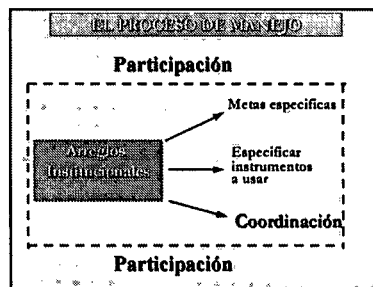 EL PROCESO DE MANEJO
Participación
Metas especificas
Arreglos
Institucionales
Especificar
instrumentos
a usar
Coordinación
Participación